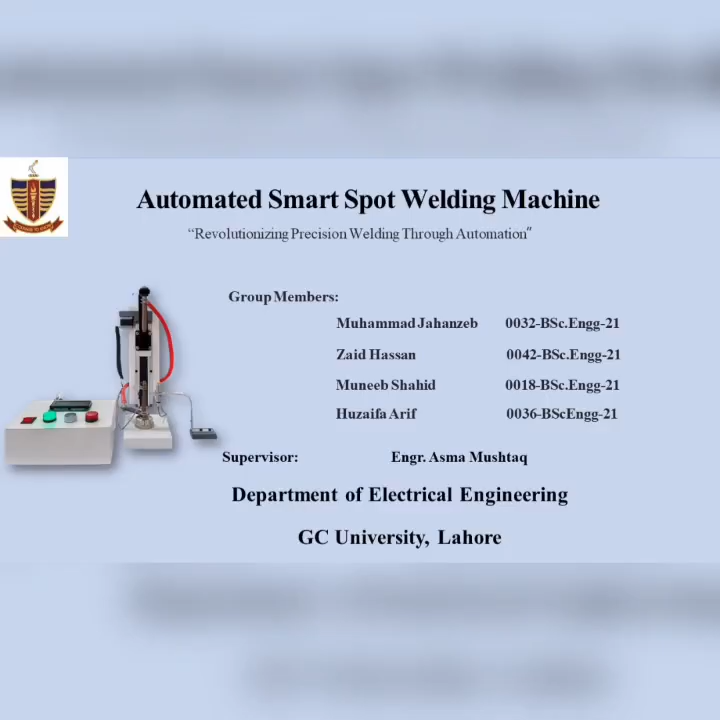 Automated Smart Spot Welding Machine
“Revolutionizing Precision Welding Through Automation”
Group Members:
Muhammad Jahanzeb 0032-BSc.Engg-21
Zaid Hassan 0042-BSc.Engg-21
Muneeb Shahid 0018-BSc.Engg-21
Huzaifa Arif 0036-BScEngg-21
Supervisor: Engr. Asma Mushtaq
Department of Electrical Engineering
GC University, Lahore